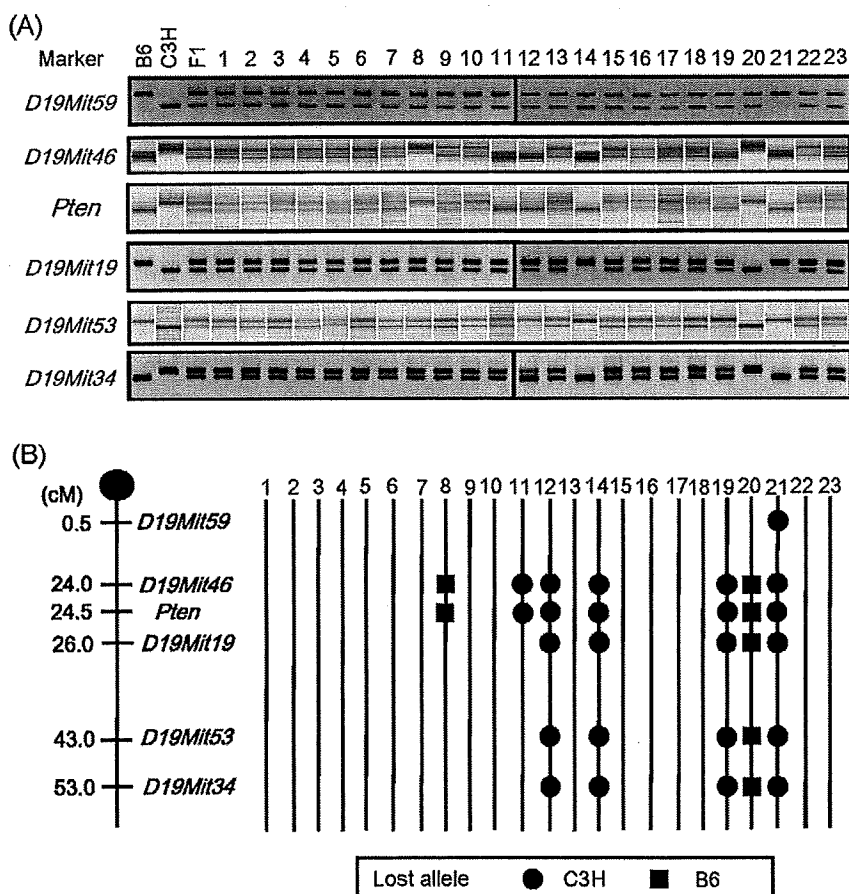 (A)
Marker B6 C3H F1 1 2 3 4 5 6 7 8 9 10 11 12 13 14 15 16 17 18 19 20 21 22 23
D19Mit59
D19Mit46
Pten
D19Mit19
D19Mit53
D19Mit34
(B)
(cM) 1 2 3 4 5 6 7 8 9 10 11 12 13 14 15 16 17 18 19 20 21 22 23
0.5 D19Mit59
24.0 D19Mit46
24.5 Pten
26.0 D19Mit19
43.0 D19Mit53
53.0 D19Mit34
Lost allele C3H B6